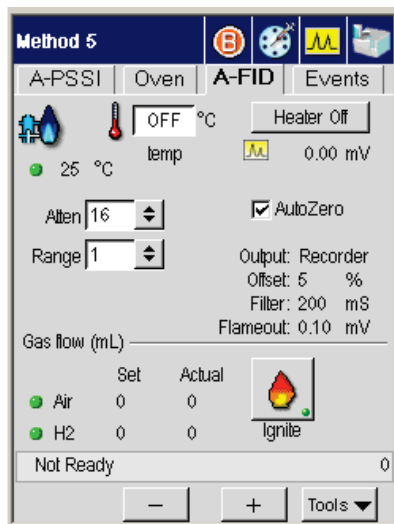 Method 5 B
A-PSSI Oven A-FID Events
OFF °C Heater Off
25 °C temp 0.00 mV
Atten 16 AutoZero
Range 1 Output: Recorder
Offset: 5 %
Filter: 200 mS
Flameout: 0.10 mV
Gas flow (mL)
Set Actual
Air 0 0
H2 0 0 Ignite
Not Ready 0
− + Tools